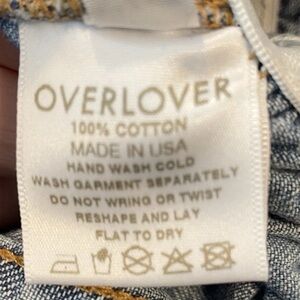 OVERLOVER
100% COTTON
MADE IN USA
HAND WASH COLD
WASH GARMENT SEPARATELY
DO NOT WRING OR TWIST
RESHAPE AND LAY
FLAT TO DRY